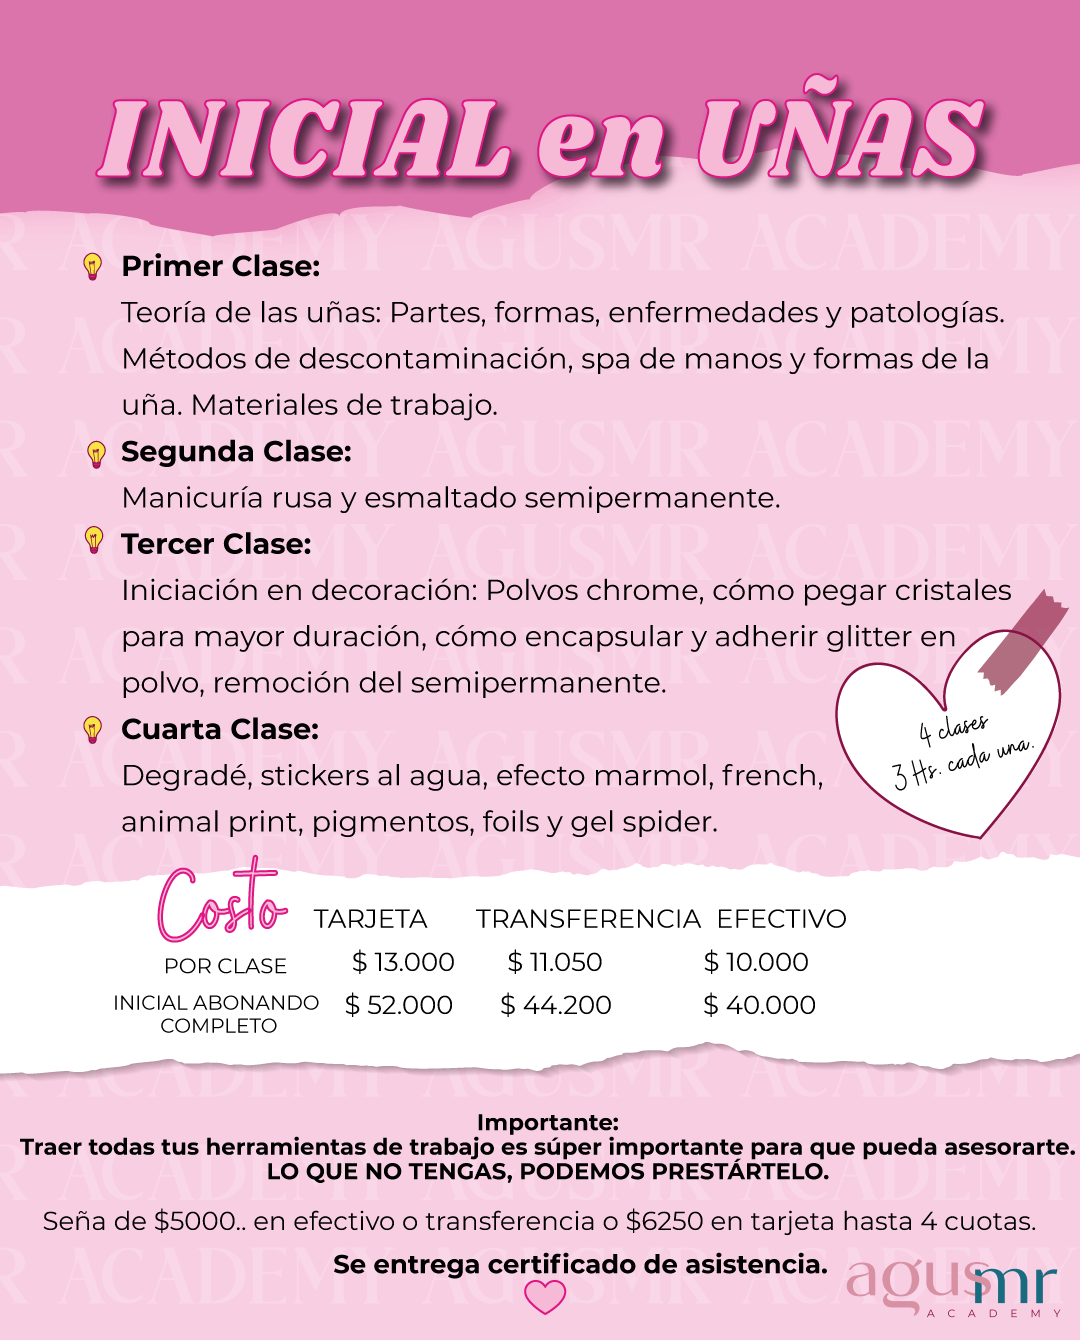 INICIAL en UÑAS
Primer Clase:
Teoría de las uñas: Partes, formas, enfermedades y patologías.
Métodos de descontaminación, spa de manos y formas de la
uña. Materiales de trabajo.
Segunda Clase:
Manicuría rusa y esmaltado semipermanente.
Tercer Clase:
Iniciación en decoración: Polvos chrome, cómo pegar cristales
para mayor duración, cómo encapsular y adherir glitter en
polvo, remoción del semipermanente.
Cuarta Clase:
Degradé, stickers al agua, efecto marmol, french,
animal print, pigmentos, foils y gel spider.
4 clases
3 Hs. cada una.
Costo TARJETA TRANSFERENCIA EFECTIVO
POR CLASE $ 13.000 $ 11.050 $ 10.000
INICIAL ABONANDO
COMPLETO $ 52.000 $ 44.200 $ 40.000
Importante:
Traer todas tus herramientas de trabajo es súper importante para que pueda asesorarte.
LO QUE NO TENGAS, PODEMOS PRESTÁRTELO.
Seña de $5000.. en efectivo o transferencia o $6250 en tarjeta hasta 4 cuotas.
Se entrega certificado de asistencia.
agusmr
ACADEMY